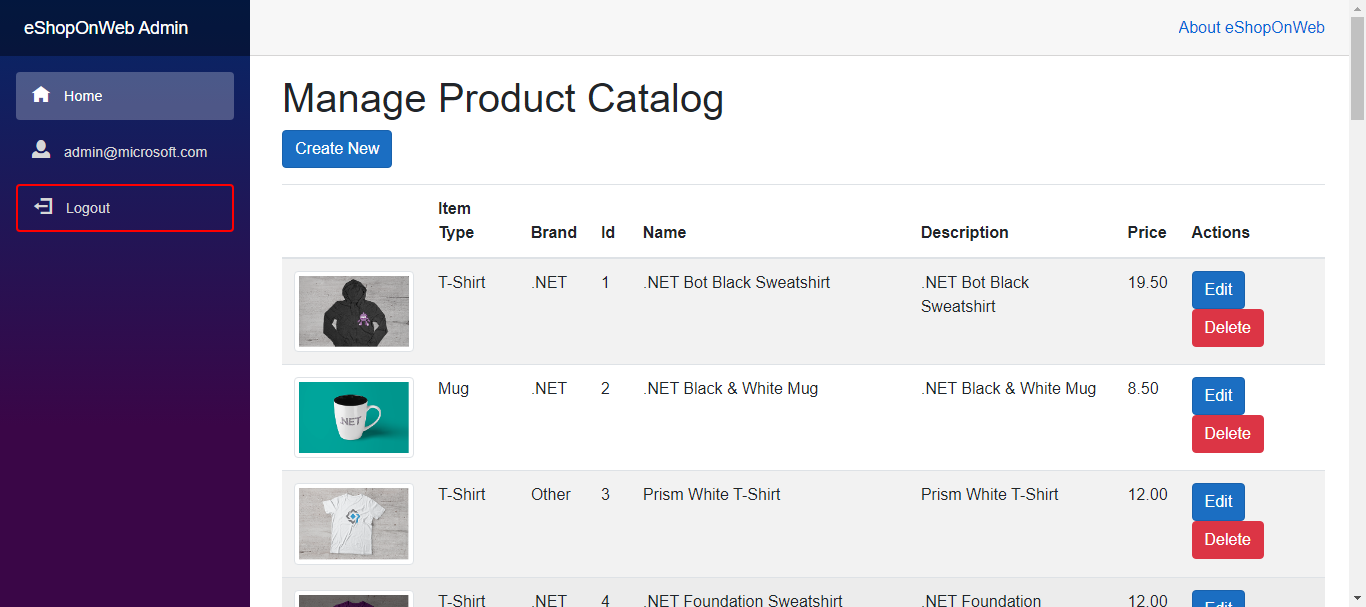 eShopOnWeb Admin
About eShopOnWeb
Home
admin@microsoft.com
Logout
Manage Product Catalog
Create New
Item
Type Brand Id Name Description Price Actions
T-Shirt .NET 1 .NET Bot Black Sweatshirt .NET Bot Black 19.50 Edit
Sweatshirt
Delete
Mug .NET 2 .NET Black & White Mug .NET Black & White Mug 8.50 Edit
.NET
Delete
T-Shirt Other 3 Prism White T-Shirt Prism White T-Shirt 12.00 Edit
Delete
T-Shirt .NET 4 .NET Foundation Sweatshirt .NET Foundation 12.00 Edit